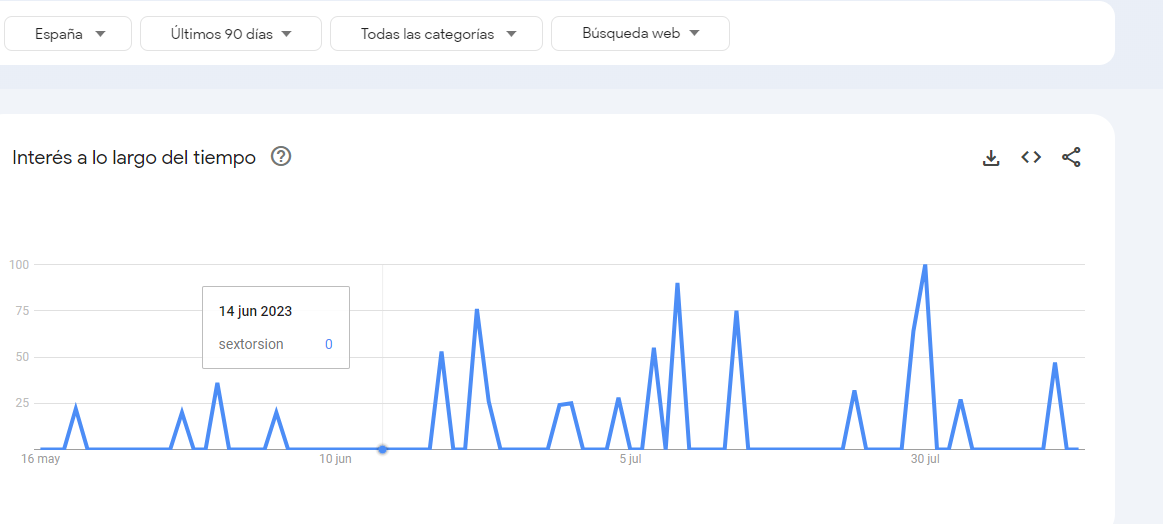 España Últimos 90 días Todas las categorías Búsqueda web
Interés a lo largo del tiempo ?
100
75
50
25
14 jun 2023
sextorsion 0
16 may 10 jun 5 jul 30 jul